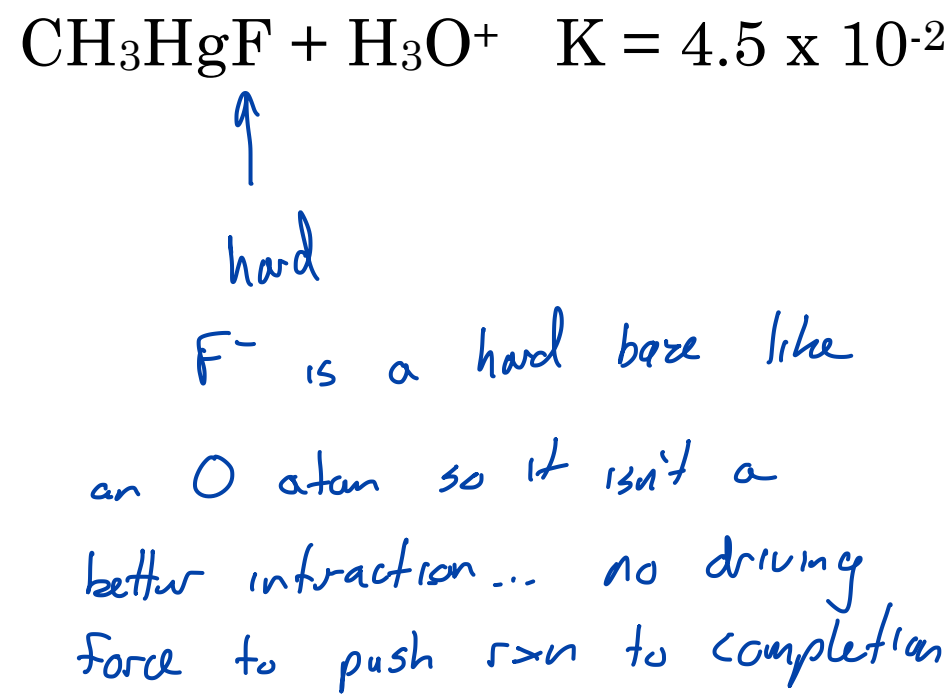 CH₃HgF + H₃O⁺ K = 4.5 x 10⁻²
hard
F⁻ is a hard base like
an O atom so it isn't a
better interaction... no driving
force to push rxn to completion